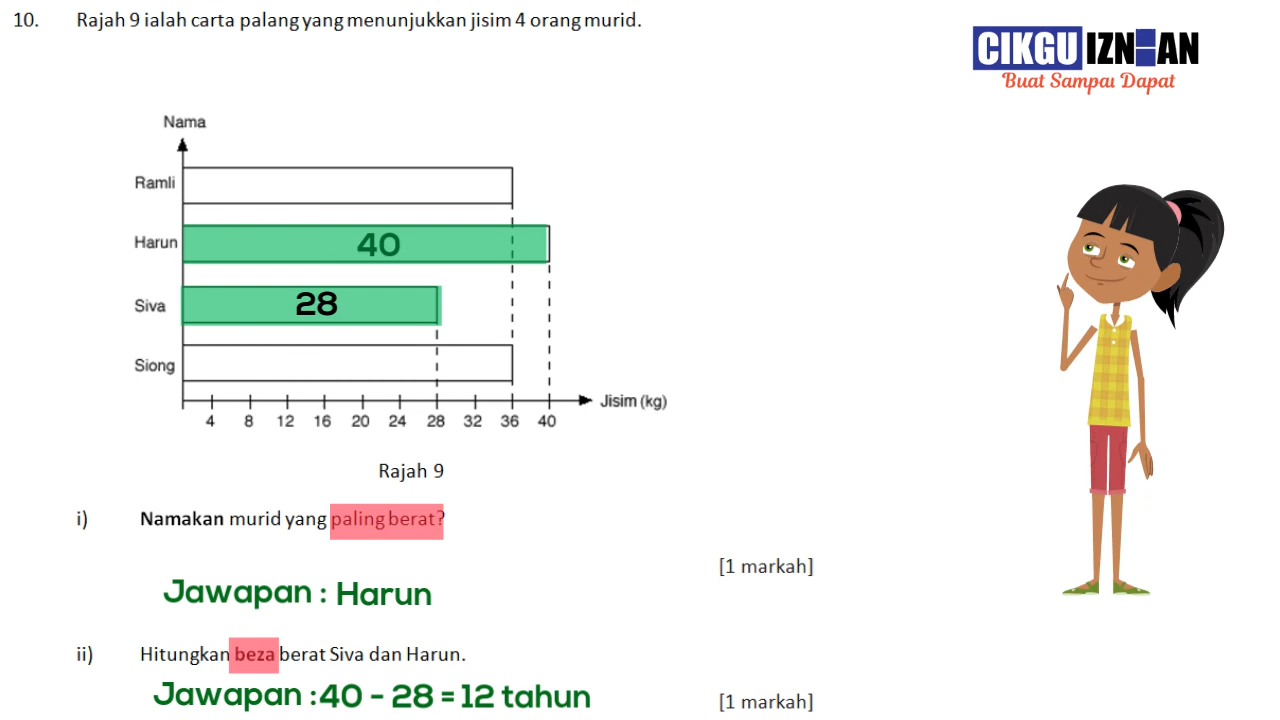 10. Rajah 9 ialah carta palang yang menunjukkan jisim 4 orang murid.
CIKGU IZNAN
Buat Sampai Dapat
Nama
Ramli
Harun 40
Siva 28
Siong
Jisim (kg)
4 8 12 16 20 24 28 32 36 40
Rajah 9
i) Namakan murid yang paling berat?
[1 markah]
Jawapan : Harun
ii) Hitungkan beza berat Siva dan Harun.
Jawapan :40 - 28 = 12 tahun
[1 markah]